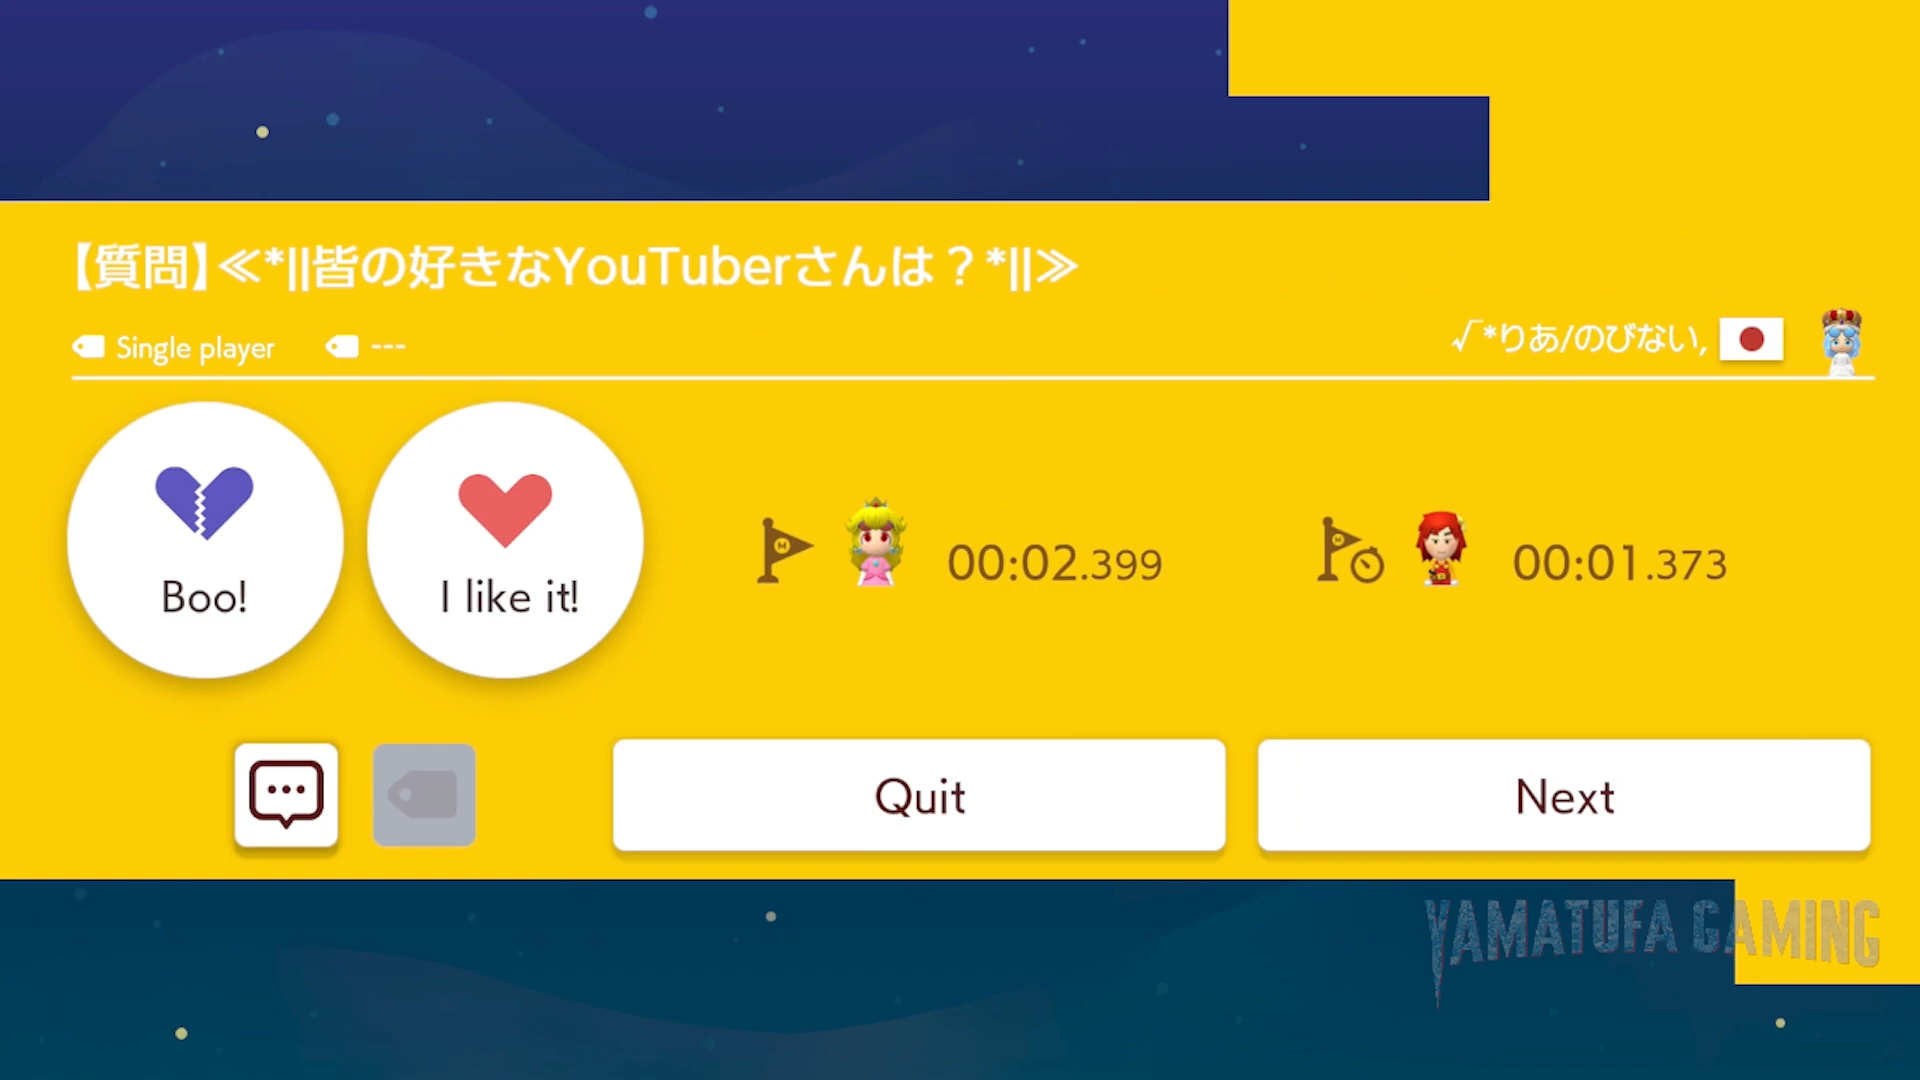 【質問】≪*||皆の好きなYouTuberさんは？*||≫
Single player
---
√*りあ/のびない,
Boo!
I like it!
M
00:02.399
M
00:01.373
Quit
Next
YAMATUFA GAMING